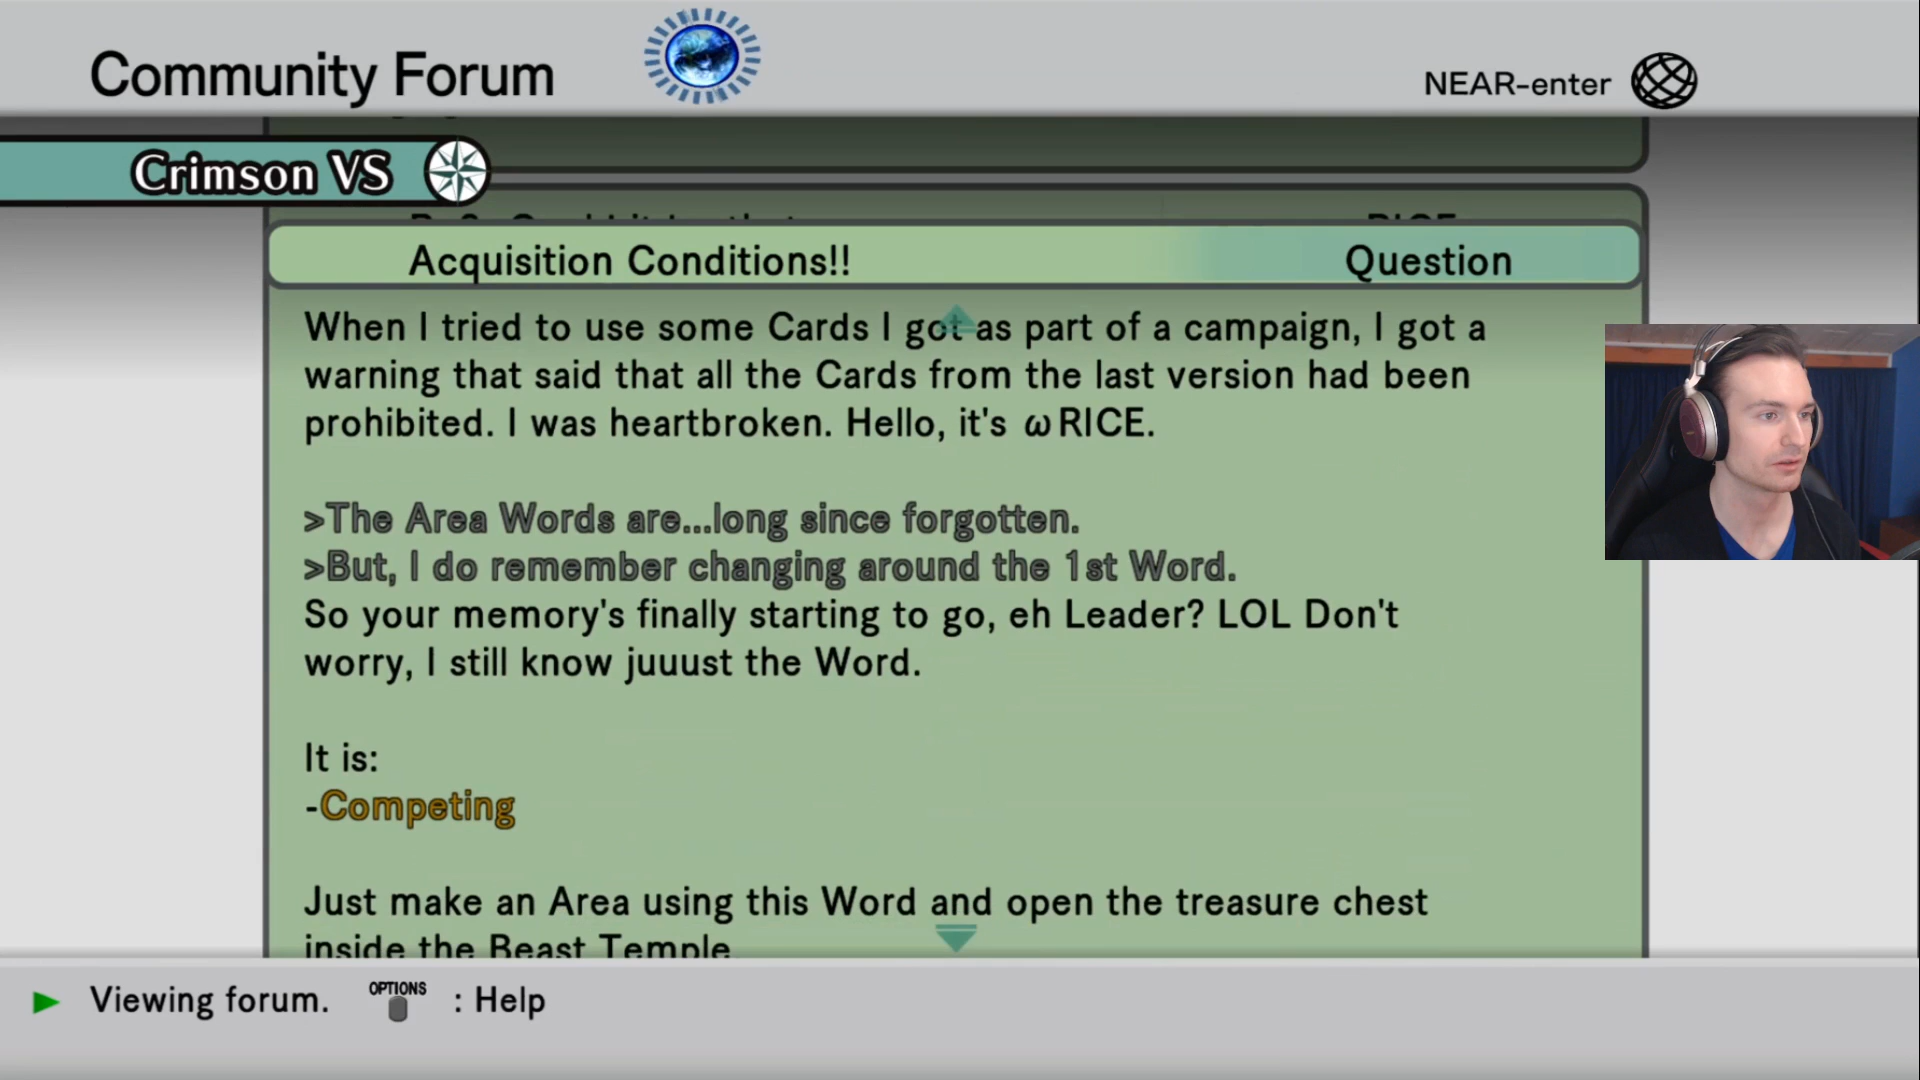 Community Forum
NEAR-enter
Crimson VS
Acquisition Conditions!!
Question
When I tried to use some Cards I got as part of a campaign, I got a
warning that said that all the Cards from the last version had been
prohibited. I was heartbroken. Hello, it's ωRICE.
>The Area Words are...long since forgotten.
>But, I do remember changing around the 1st Word.
So your memory's finally starting to go, eh Leader? LOL Don't
worry, I still know juuust the Word.
It is:
-Competing
Just make an Area using this Word and open the treasure chest
inside the Beast Temple.
Viewing forum.
OPTIONS
: Help